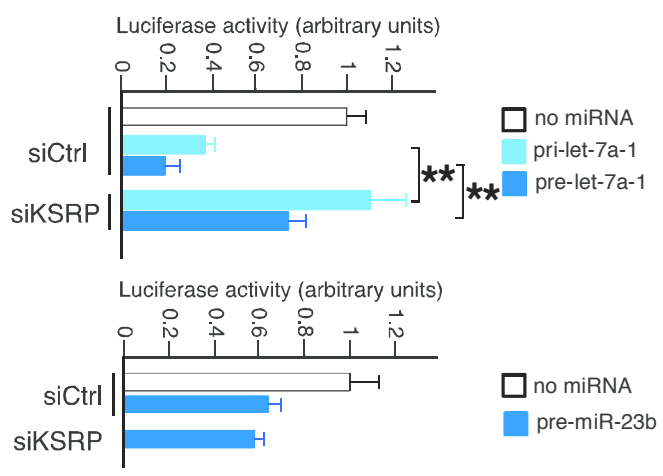 Luciferase activity (arbitrary units)
0 0.2 0.4 0.6 0.8 1 1.2
no miRNA
siCtrl
pri-let-7a-1
**
pre-let-7a-1
**
siKSRP
Luciferase activity (arbitrary units)
0 0.2 0.4 0.6 0.8 1 1.2
siCtrl
no miRNA
pre-miR-23b
siKSRP